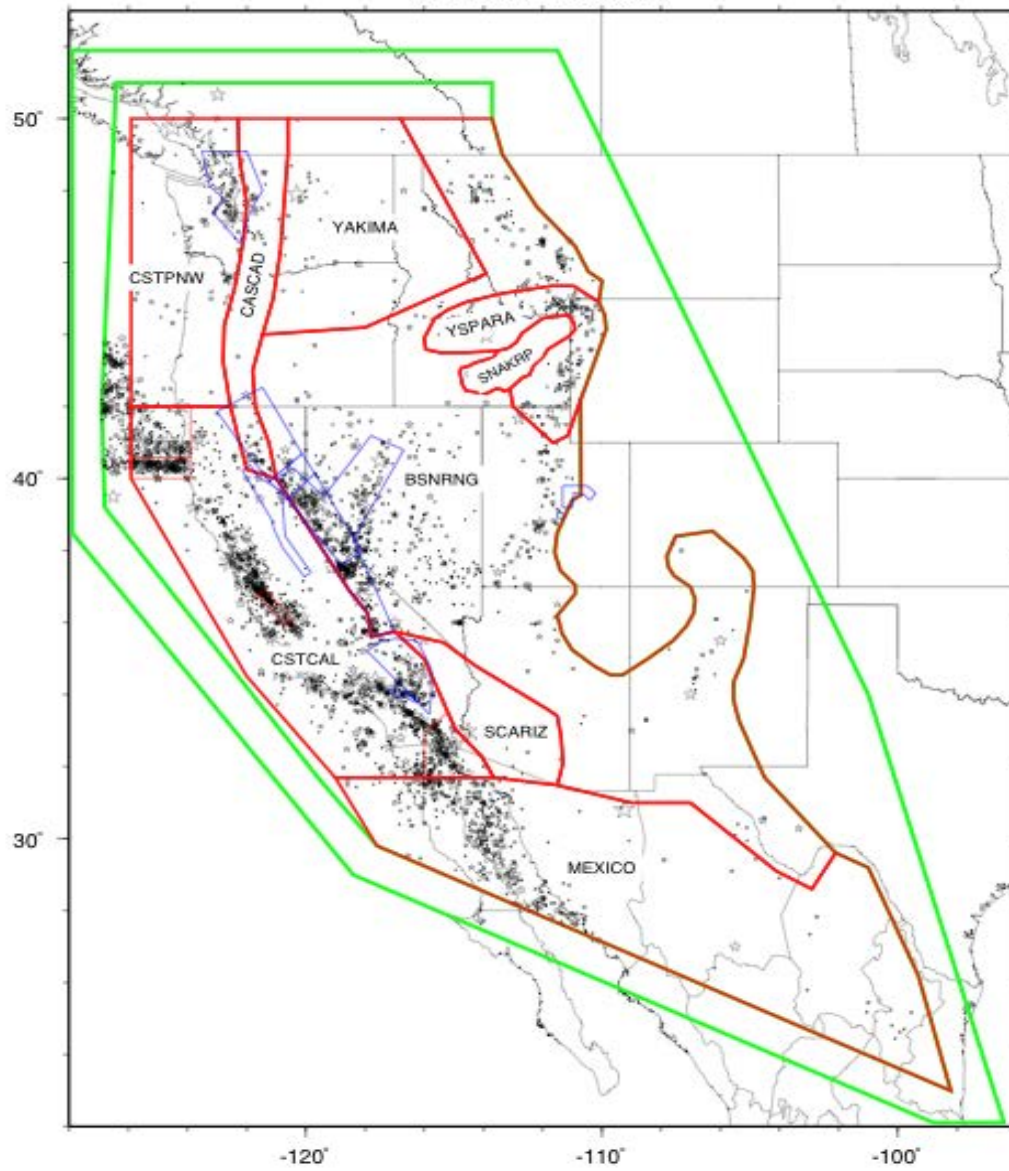 50°
YAKIMA
CSTPNW
CASCAD
YSPARA
SNAKRP
40°
BSNRNG
CSTCAL
SCARIZ
30°
MEXICO
-120°
-110°
-100°